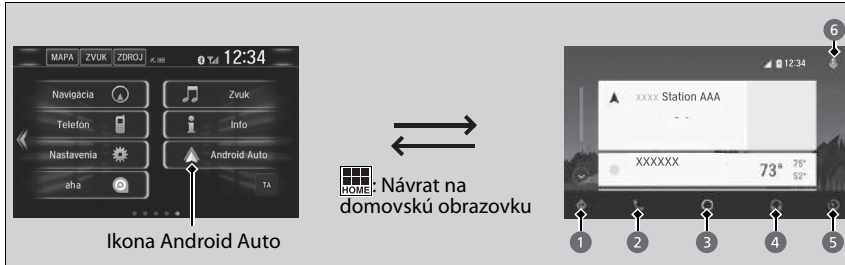 MAPA ZVUK ZDROJ 12:34
Navigácia
Zvuk
Telefón
Info
Nastavenia
Android Auto
aha
TA
Ikona Android Auto
HOME : Návrat na
domovskú obrazovku
6
12:34
xxxx Station AAA
XXXXXX
73° 75°
52°
1 2 3 4 5